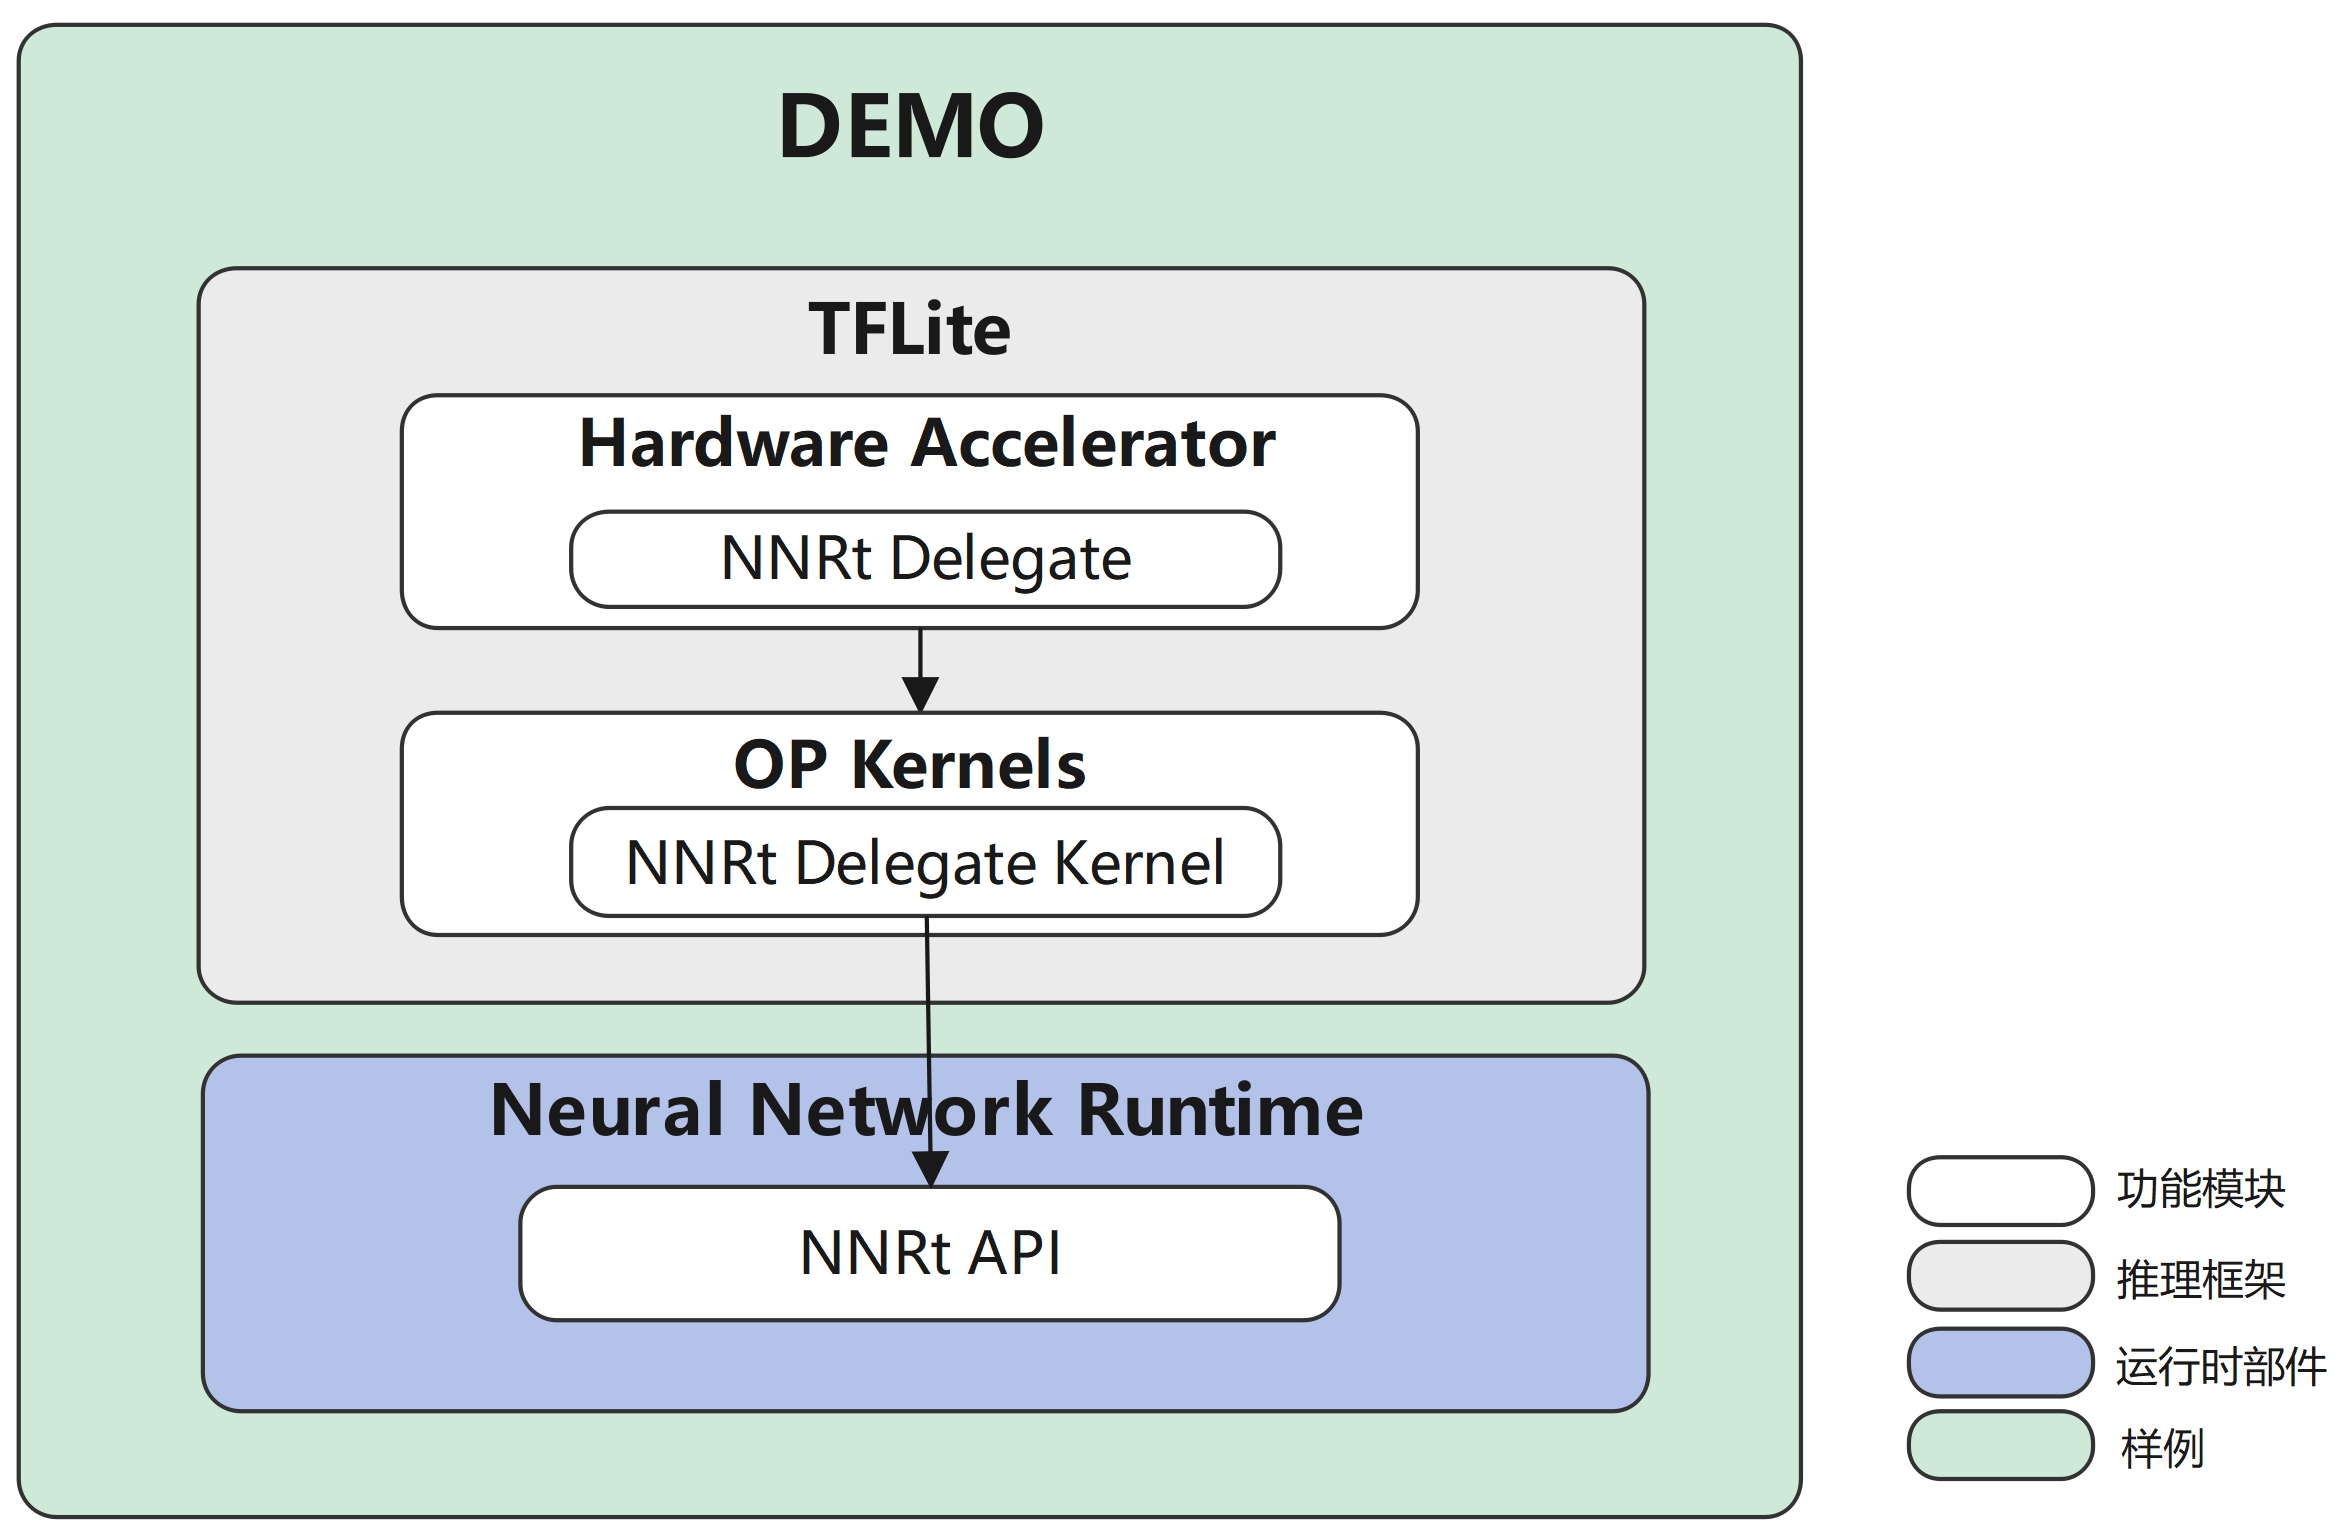 DEMO
TFLite
Hardware Accelerator
NNRt Delegate
OP Kernels
NNRt Delegate Kernel
Neural Network Runtime
NNRt API
功能模块
推理框架
运行时部件
样例